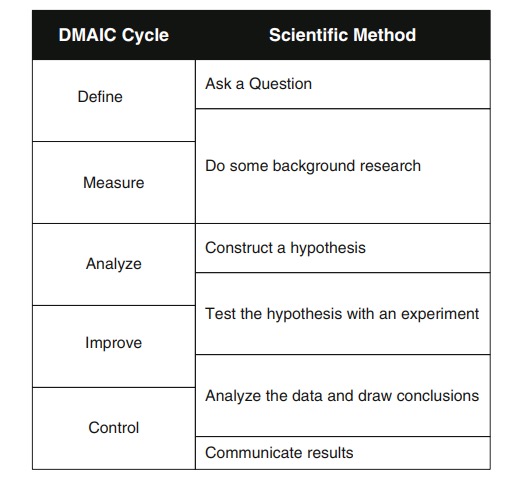 DMAIC Cycle Scientific Method
Define
Ask a Question
Measure
Do some background research
Analyze
Construct a hypothesis
Improve
Test the hypothesis with an experiment
Control
Analyze the data and draw conclusions
Communicate results